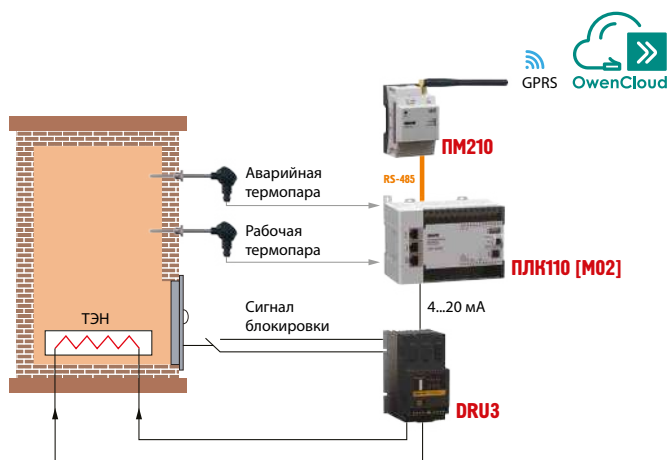 GPRS
OwenCloud
ПМ210
RS-485
Аварийная
термопара
Рабочая
термопара
ПЛК110 [М02]
4...20 мА
Сигнал
блокировки
ТЭН
DRU3